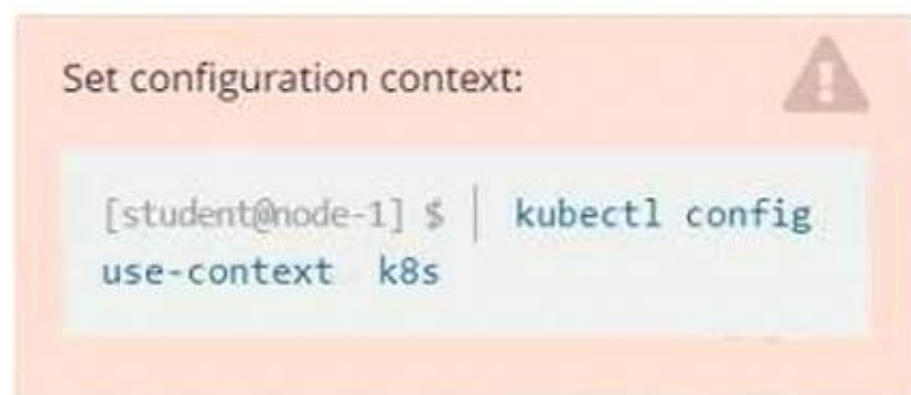 Set configuration context:
[student@node-1] $ | kubectl config
use-context k8s